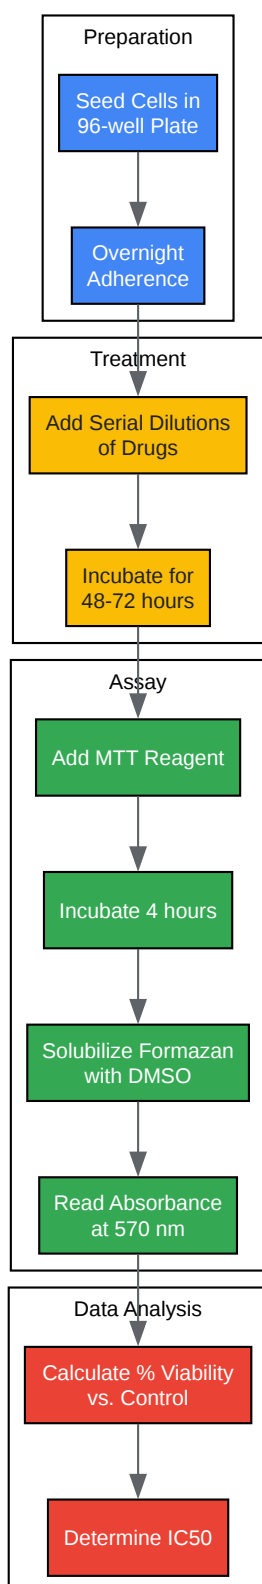 Preparation
Seed Cells in
96-well Plate
Overnight
Adherence
Treatment
Add Serial Dilutions
of Drugs
Incubate for
48-72 hours
Assay
Add MTT Reagent
Incubate 4 hours
Solubilize Formazan
with DMSO
Read Absorbance
at 570 nm
Data Analysis
Calculate % Viability
vs. Control
Determine IC50